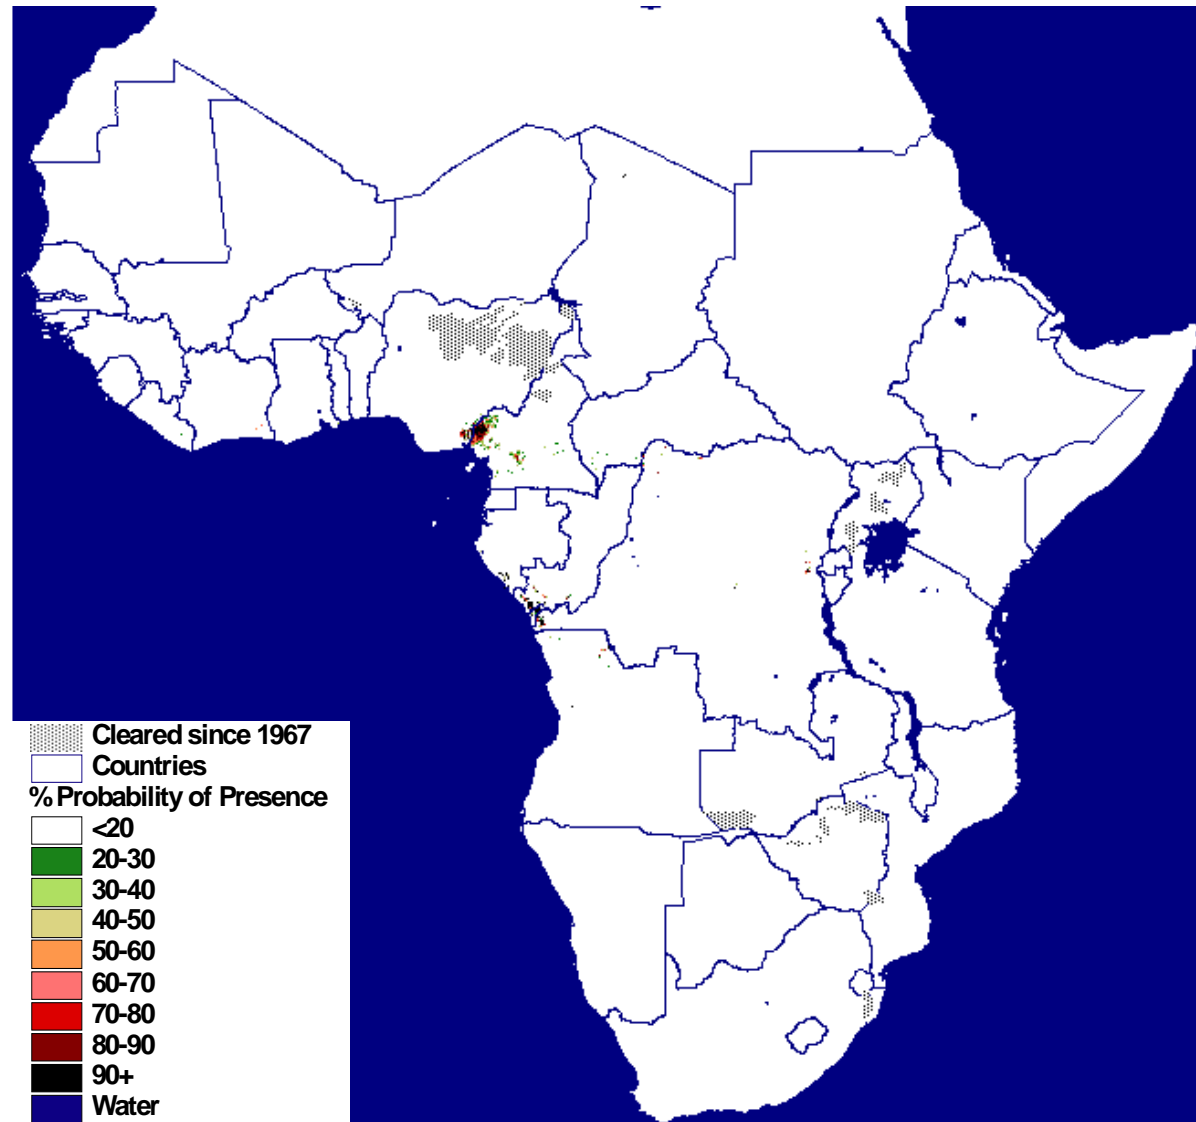 Cleared since 1967
Countries
% Probability of Presence
<20
20-30
30-40
40-50
50-60
60-70
70-80
80-90
90+
Water